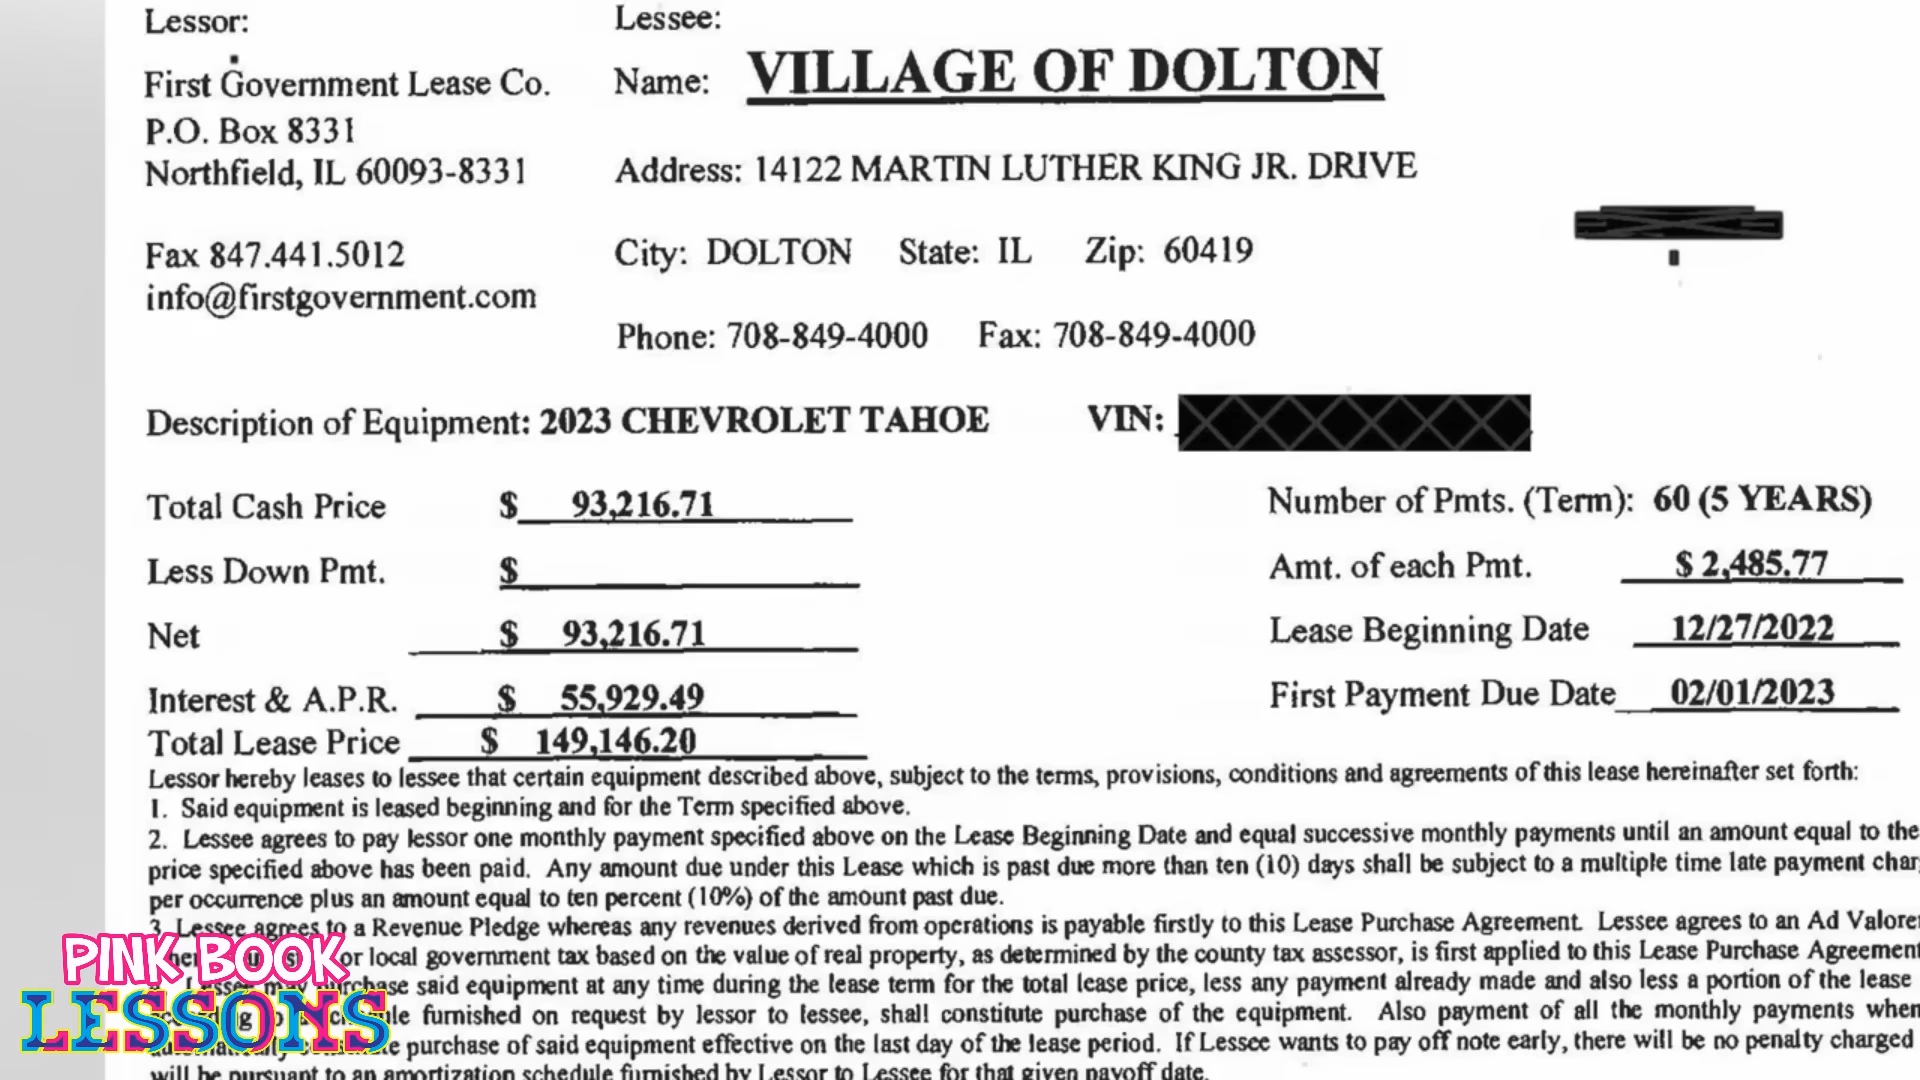 Lessor:
Lessee:
First Government Lease Co.
Name: VILLAGE OF DOLTON
P.O. Box 8331
Northfield, IL 60093-8331
Address: 14122 MARTIN LUTHER KING JR. DRIVE
Fax 847.441.5012
City: DOLTON State: IL Zip: 60419
info@firstgovernment.com
Phone: 708-849-4000 Fax: 708-849-4000
Description of Equipment: 2023 CHEVROLET TAHOE VIN:
Total Cash Price $ 93,216.71
Number of Pmts. (Term): 60 (5 YEARS)
Less Down Pmt. $
Amt. of each Pmt. $ 2,485.77
Net $ 93,216.71
Lease Beginning Date 12/27/2022
Interest & A.P.R. $ 55,929.49
First Payment Due Date 02/01/2023
Total Lease Price $ 149,146.20
Lessor hereby leases to lessee that certain equipment described above, subject to the terms, provisions, conditions and agreements of this lease hereinafter set forth:
1. Said equipment is leased beginning and for the Term specified above.
2. Lessee agrees to pay lessor one monthly payment specified above on the Lease Beginning Date and equal successive monthly payments until an amount equal to the
price specified above has been paid. Any amount due under this Lease which is past due more than ten (10) days shall be subject to a multiple time late payment
per occurrence plus an amount equal to ten percent (10%) of the amount past due.
3. Lessee agrees to a Revenue Pledge whereas any revenues derived from operations is payable firstly to this Lease Purchase Agreement. Lessee agrees to an Ad
or local government tax based on the value of real property, as determined by the county tax assessor, is first applied to this Lease Purchase Agreement
Lessee may purchase said equipment at any time during the lease term for the total lease price, less any payment already made and also less a portion of the lease
furnished on request by lessor to lessee, shall constitute purchase of the equipment. Also payment of all the monthly payments when
purchase of said equipment effective on the last day of the lease period. If Lessee wants to pay off note early, there will be no penalty charged
will be pursuant to an amortization schedule furnished by Lessor to Lessee for that given payoff date.
PINK BOOK
LESSONS